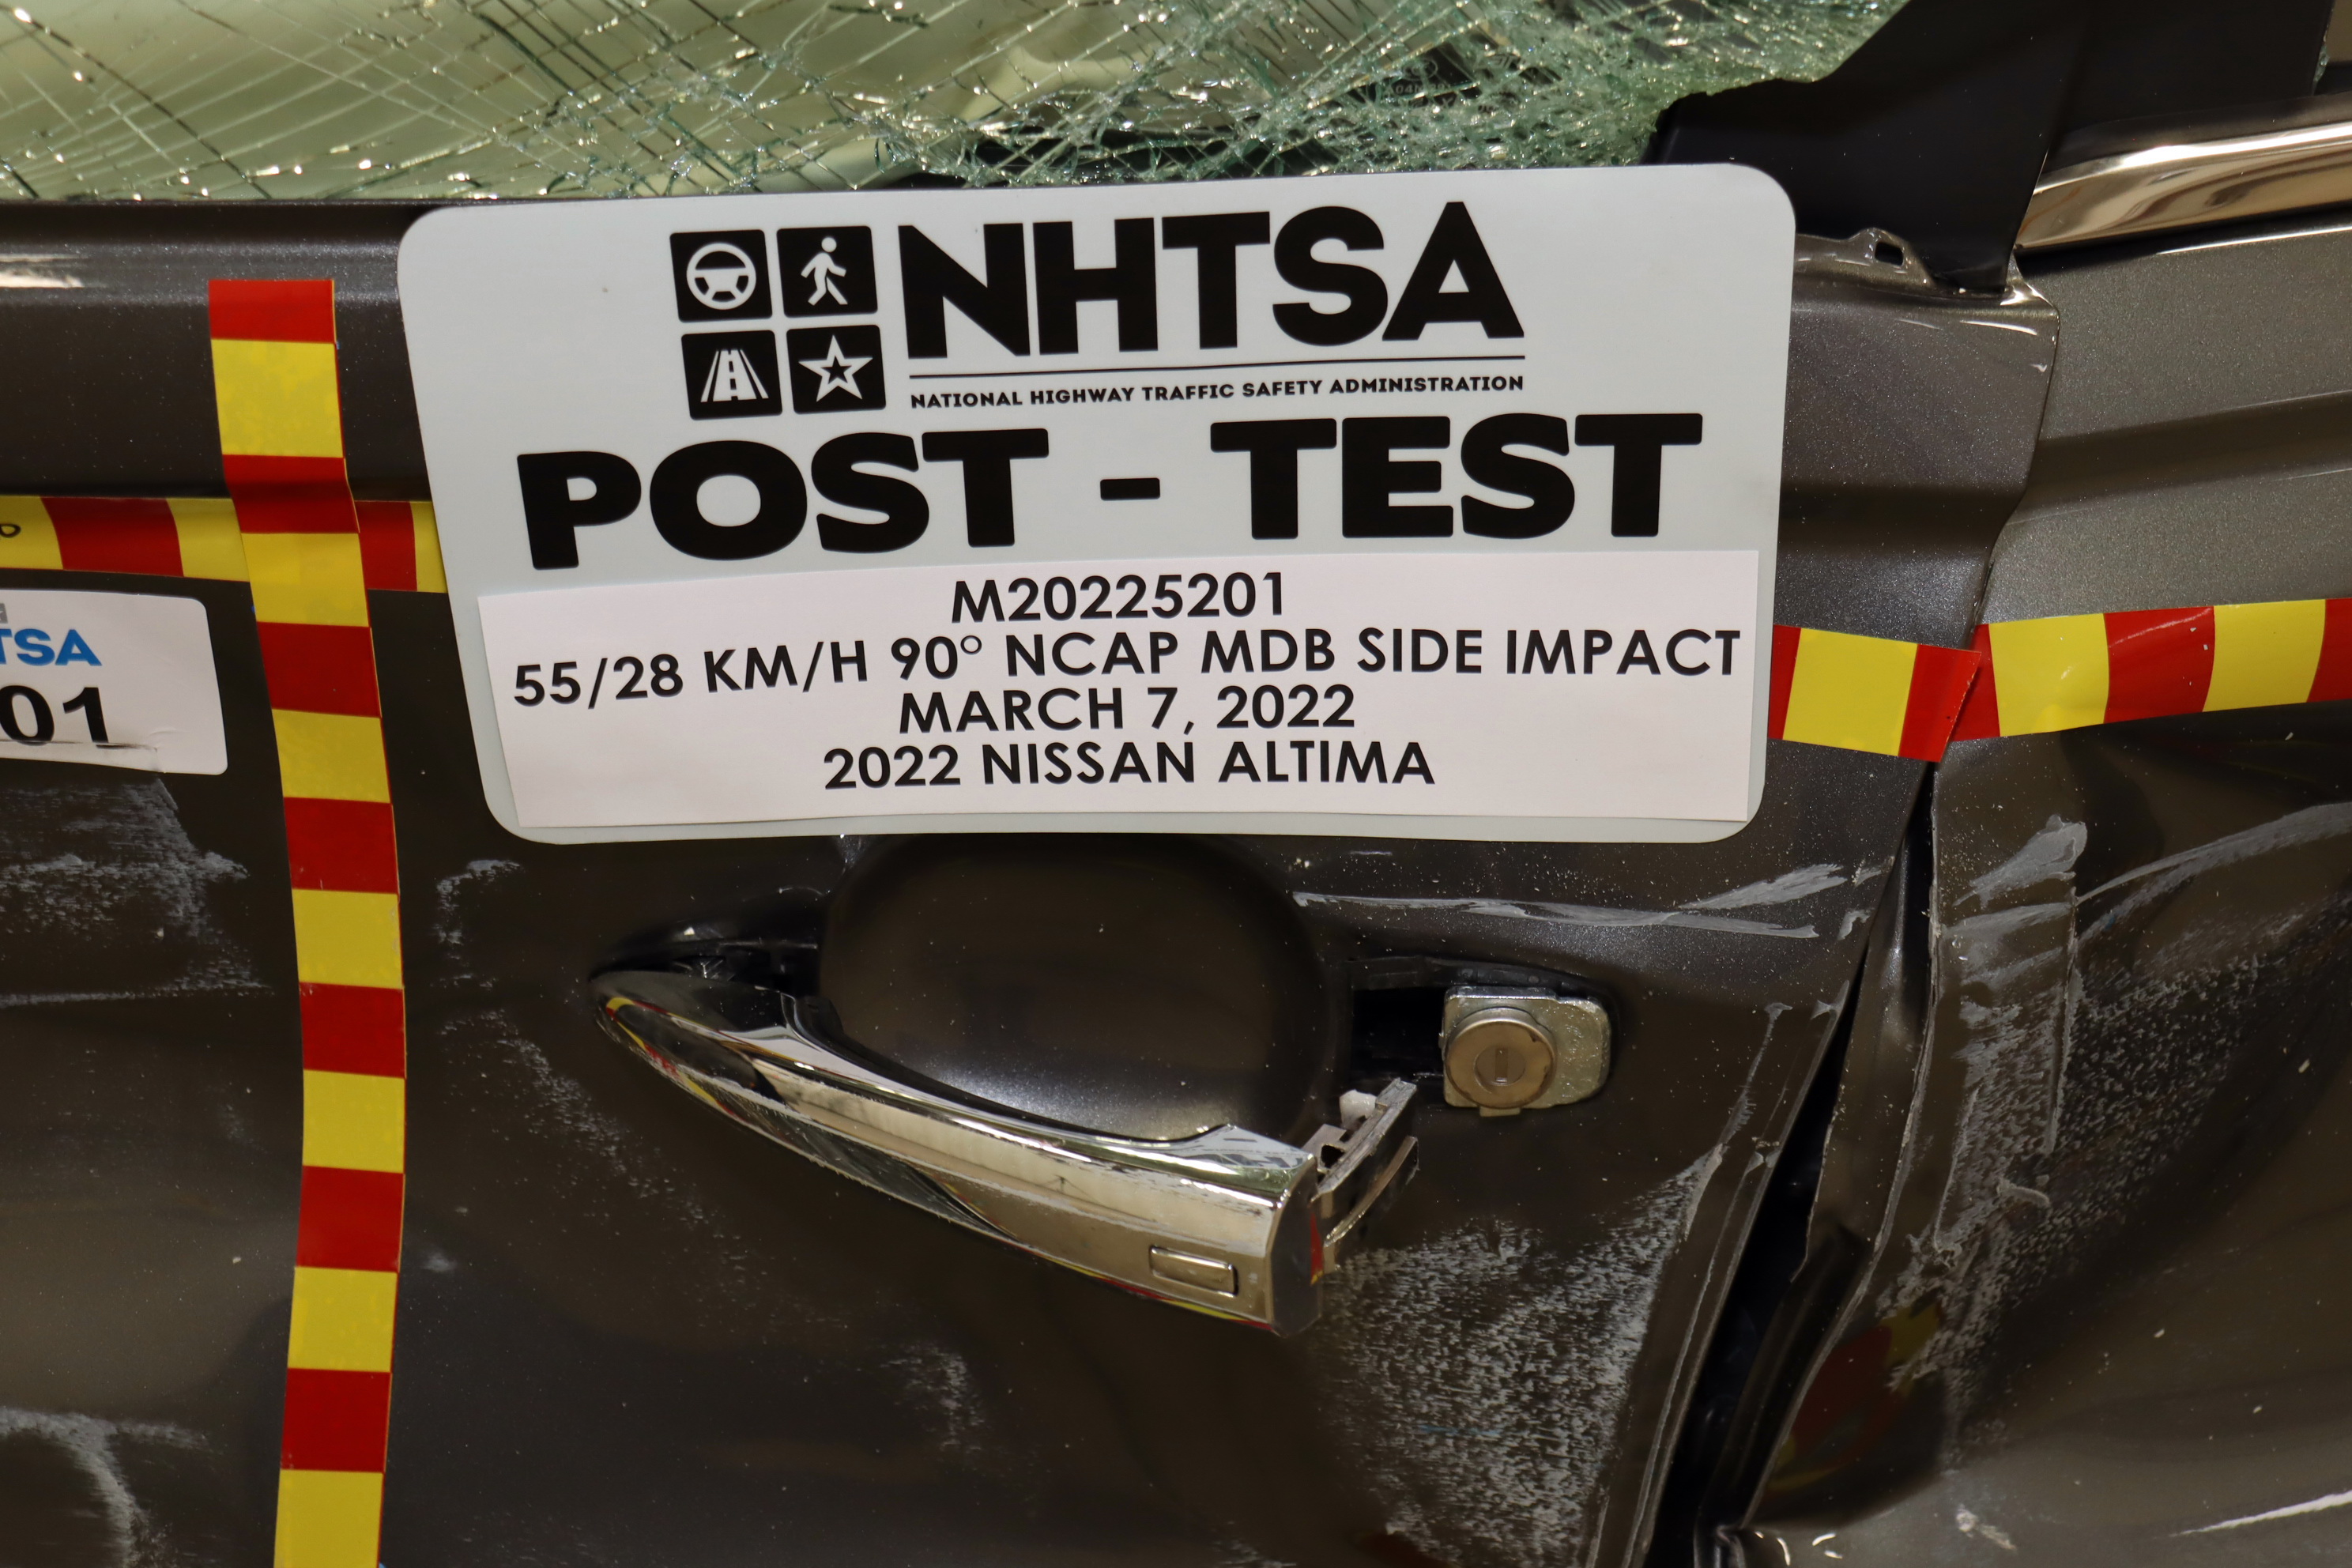 NHTSA
NATIONAL HIGHWAY TRAFFIC SAFETY ADMINISTRATION
POST - TEST
M20225201
55/28 KM/H 90° NCAP MDB SIDE IMPACT
MARCH 7, 2022
2022 NISSAN ALTIMA
TSA
01